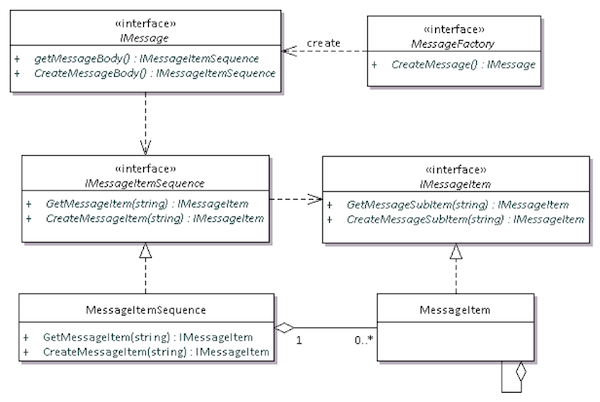 «interface»
IMessage
+ getMessageBody() : IMessageItemSequence
+ CreateMessageBody() : IMessageItemSequence
create
«interface»
MessageFactory
+ CreateMessage() : IMessage
«interface»
IMessageItemSequence
+ GetMessageItem(string) : IMessageItem
+ CreateMessageItem(string) : IMessageItem
«interface»
IMessageItem
+ GetMessageSubItem(string) : IMessageItem
+ CreateMessageSubItem(string) : IMessageItem
MessageItemSequence
+ GetMessageItem(string) : IMessageItem
+ CreateMessageItem(string) : IMessageItem
1
0..*
MessageItem